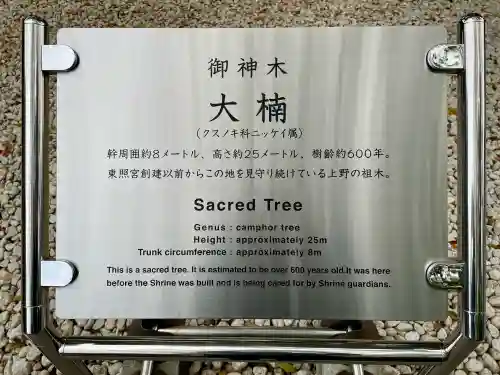 御神木
大楠
（クスノキ科ニッケイ属）
幹周囲約8メートル、高さ約25メートル、樹齢約600年。
東照宮創建以前からこの地を見守り続けている上野の祖木。
Sacred Tree
Genus : camphor tree
Height : approximately 25m
Trunk circumference : approximately 8m
This is a sacred tree. It is estimated to be over 600 years old.It was here
before the Shrine was built and is being cared for by Shrine guardians.